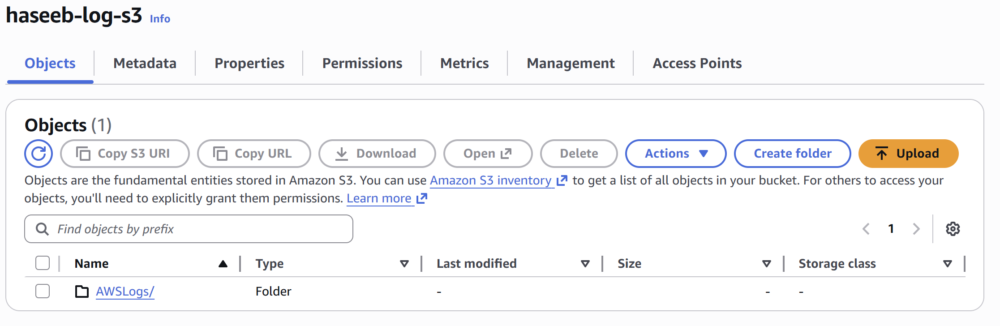 haseeb-log-s3 Info
Objects Metadata Properties Permissions Metrics Management Access Points
Objects (1)
Copy S3 URI Copy URL Download Open Delete Actions Create folder Upload
Objects are the fundamental entities stored in Amazon S3. You can use Amazon S3 inventory to get a list of all objects in your bucket. For others to access your
objects, you'll need to explicitly grant them permissions. Learn more
Find objects by prefix 1
Name Type Last modified Size Storage class
AWSLogs/ Folder - - -